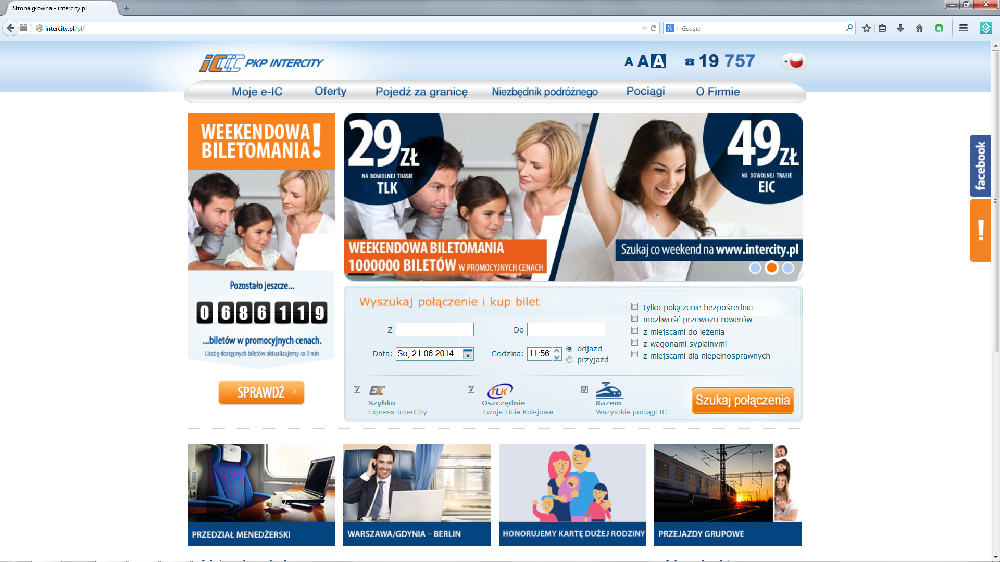 Strona główna - intercity.pl
intercity.pl/pl/
Google
PKP INTERCITY
A A A
19 757
Moje e-IC
Oferty
Pojedź za granicę
Niezbędnik podróżnego
Pociągi
O Firmie
WEEKENDOWA
BILETOMANIA!
Pozostało jeszcze...
0 686 119
...biletów w promocyjnych cenach.
Liczbę dostępnych biletów aktualizujemy co 3 min
SPRAWDŹ
29 ZŁ
NA DOWOLNEJ TRASIE
TLK
49 ZŁ
NA DOWOLNEJ TRASIE
EIC
WEEKENDOWA BILETOMANIA
1000000 BILETÓW W PROMOCYJNYCH CENACH
Szukaj co weekend na www.intercity.pl
facebook
!
Wyszukaj połączenie i kup bilet
Z
Do
Data: So, 21.06.2014
Godzina: 11:56
odjazd
przyjazd
tylko połączenie bezpośrednie
możliwość przewozu rowerów
z miejscami do leżenia
z wagonami sypialnymi
z miejscami dla niepełnosprawnych
EIC
Szybko
Express InterCity
TLK
Oszczędnie
Twoje Linie Kolejowe
Razem
Wszystkie pociągi IC
Szukaj połączenia
PRZEDZIAŁ MENEDŻERSKI
WARSZAWA/GDYNIA – BERLIN
HONORUJEMY KARTĘ DUŻEJ RODZINY
PRZEJAZDY GRUPOWE